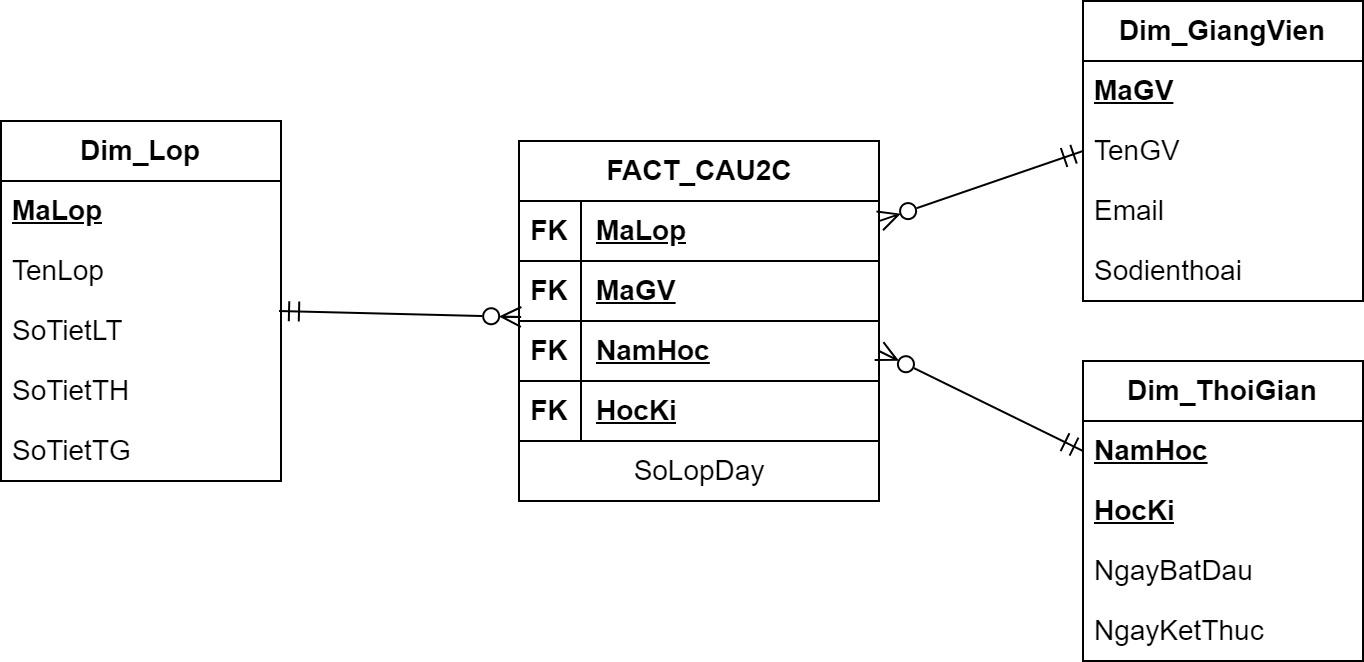 Dim_Lop
MaLop
TenLop
SoTietLT
SoTietTH
SoTietTG
FACT_CAU2C
FK MaLop
FK MaGV
FK NamHoc
FK HocKi
SoLopDay
Dim_GiangVien
MaGV
TenGV
Email
Sodienthoai
Dim_ThoiGian
NamHoc
HocKi
NgayBatDau
NgayKetThuc